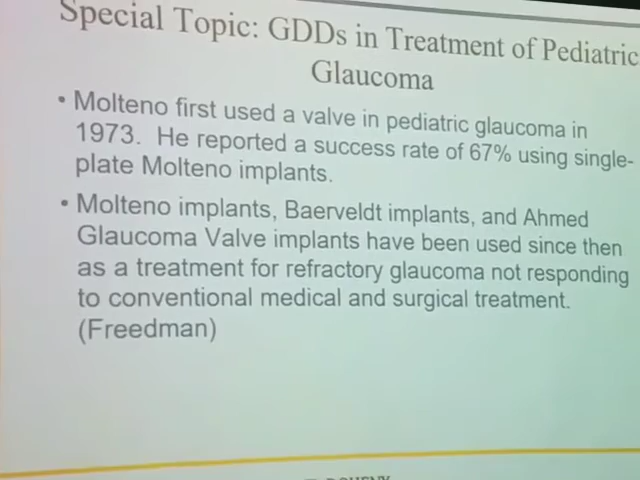 Special Topic: GDDs in Treatment of Pediatric
Glaucoma
• Molteno first used a valve in pediatric glaucoma in
1973. He reported a success rate of 67% using single-
plate Molteno implants.
• Molteno implants, Baerveldt implants, and Ahmed
Glaucoma Valve implants have been used since then
as a treatment for refractory glaucoma not responding
to conventional medical and surgical treatment.
(Freedman)